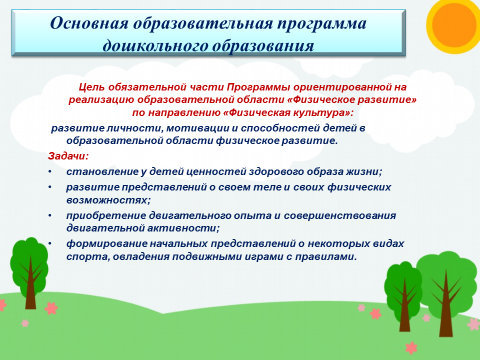 Основная образовательная программа
дошкольного образования
Цель обязательной части Программы ориентированной на
реализацию образовательной области «Физическое развитие»
по направлению «Физическая культура»:
развитие личности, мотивации и способностей детей в
образовательной области физическое развитие.
Задачи:
• становление у детей ценностей здорового образа жизни;
• развитие представлений о своем теле и своих физических
возможностях;
• приобретение двигательного опыта и совершенствования
двигательной активности;
• формирование начальных представлений о некоторых видах
спорта, овладения подвижными играми с правилами.